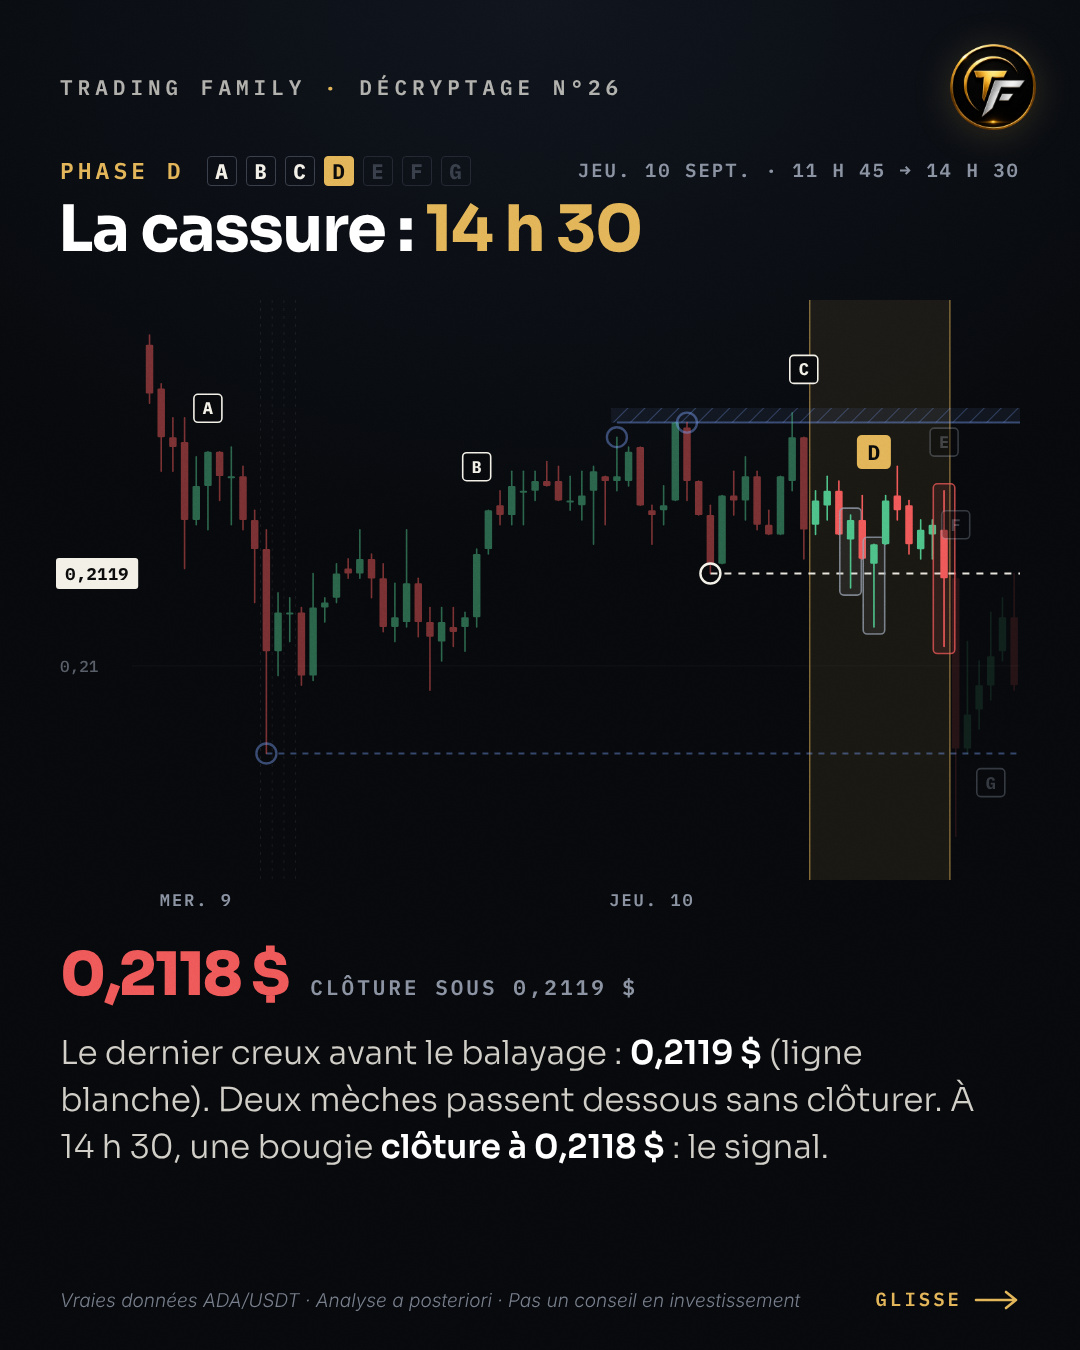 TRADING FAMILY · DÉCRYPTAGE N°26
TF
PHASE D A B C D E F G
JEU. 10 SEPT. · 11 H 45 → 14 H 30
La cassure : 14 h 30
C
A
D
E
B
F
0,2119
0,21
G
MER. 9
JEU. 10
0,2118 $ CLÔTURE SOUS 0,2119 $
Le dernier creux avant le balayage : 0,2119 $ (ligne
blanche). Deux mèches passent dessous sans clôturer. À
14 h 30, une bougie clôture à 0,2118 $ : le signal.
Vraies données ADA/USDT · Analyse a posteriori · Pas un conseil en investissement
GLISSE →